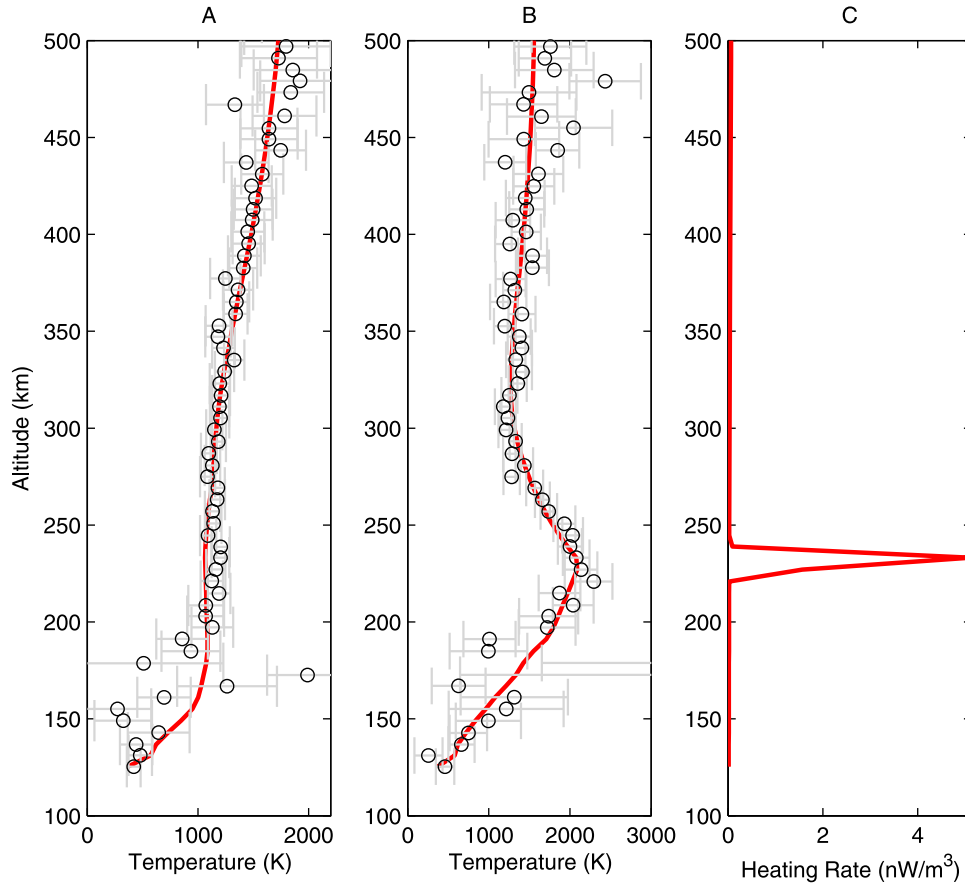 A B C
500 500 500
450 450 450
400 400 400
350 350 350
300 300 300
250 250 250
200 200 200
150 150 150
100 100 100
Altitude (km)
0 1000 2000 0 1000 2000 3000 0 2 4
Temperature (K) Temperature (K) Heating Rate (nW/m³)